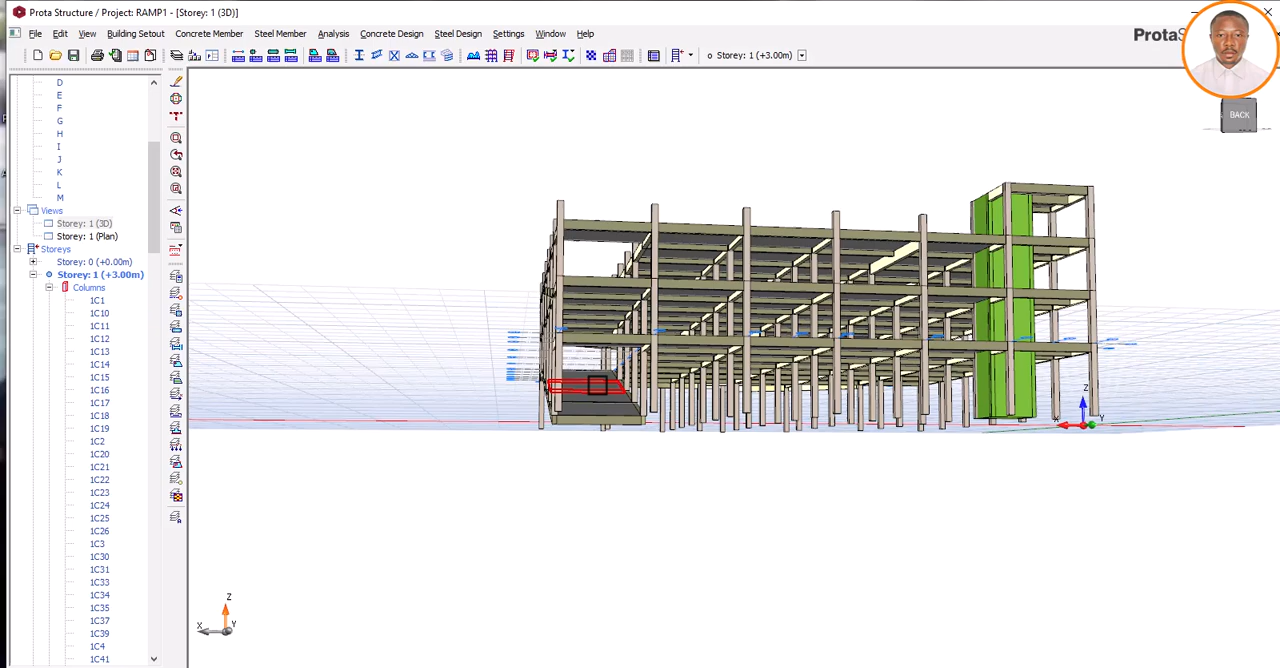 Prota Structure / Project: RAMP1 - [Storey: 1 (3D)]
File Edit View Building Setout Concrete Member Steel Member Analysis Concrete Design Steel Design Settings Window Help
Prota
Storey: 1 (+3.00m)
BACK
D
E
F
G
H
I
J
K
L
M
Views
Storey: 1 (3D)
Storey: 1 (Plan)
Storeys
Storey: 0 (+0.00m)
Storey: 1 (+3.00m)
Columns
1C1
1C10
1C11
1C12
1C13
1C14
1C15
1C16
1C17
1C18
1C19
1C2
1C20
1C21
1C22
1C23
1C24
1C25
1C26
1C3
1C30
1C31
1C33
1C34
1C35
1C37
1C39
1C4
1C41
Z
X
Y
Z
X
Y